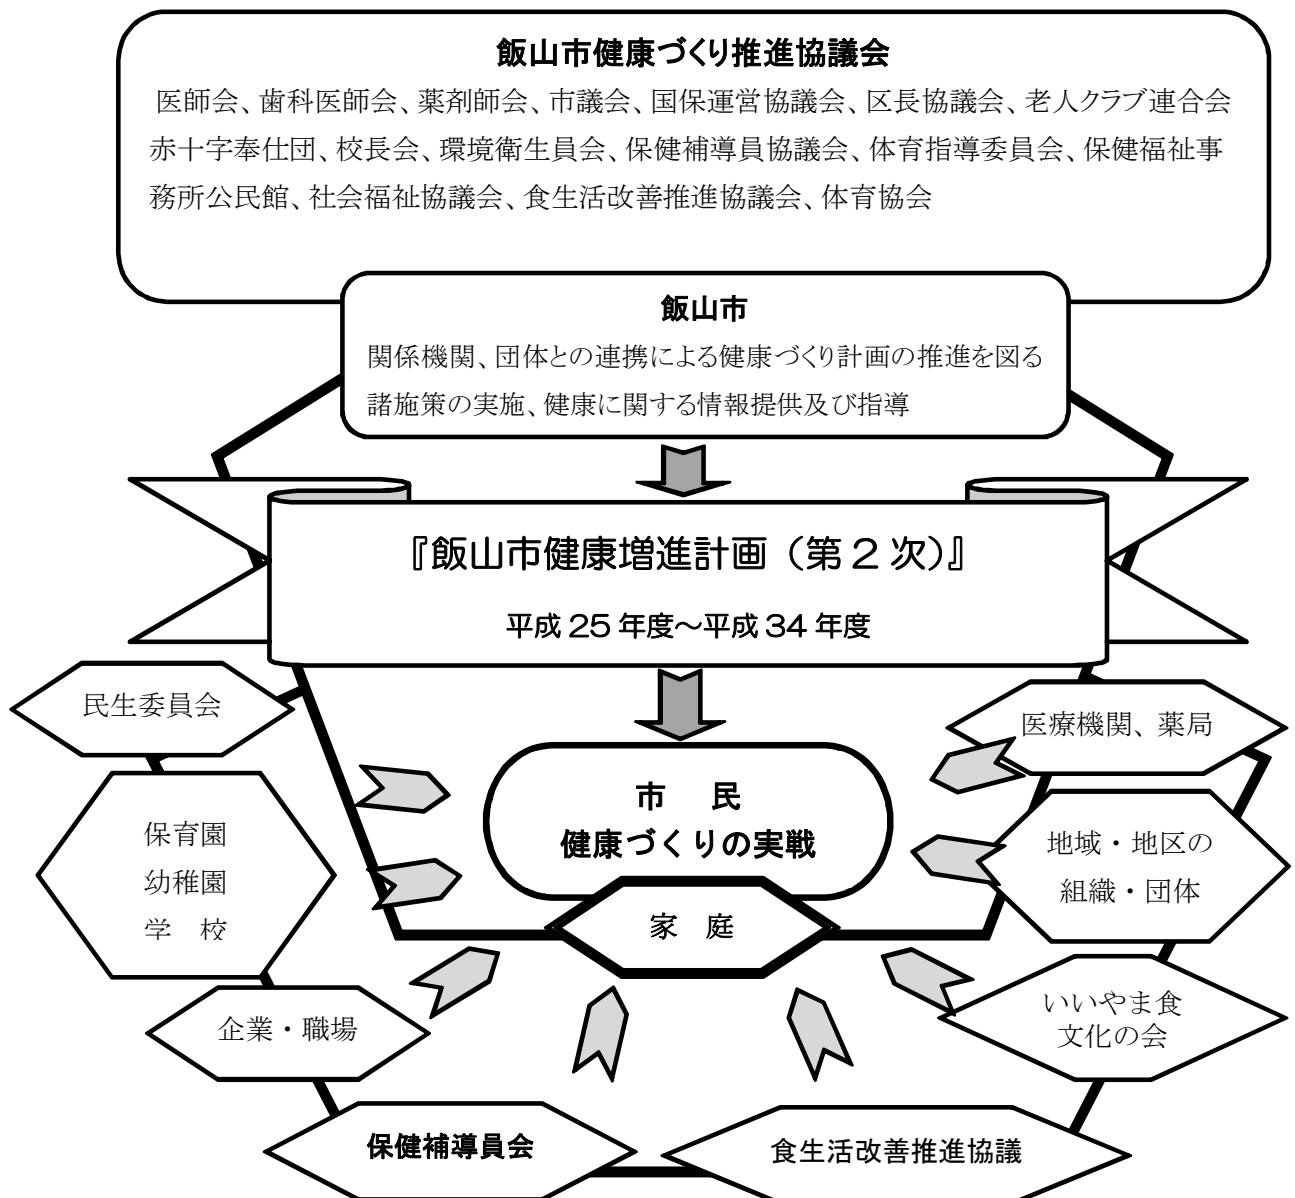 飯山市健康づくり推進協議会
医師会、歯科医師会、薬剤師会、市議会、国保運営協議会、区長協議会、老人クラブ連合会
赤十字奉仕団、校長会、環境衛生員会、保健補導員協議会、体育指導委員会、保健福祉事
務所公民館、社会福祉協議会、食生活改善推進協議会、体育協会
飯山市
関係機関、団体との連携による健康づくり計画の推進を図る
諸施策の実施、健康に関する情報提供及び指導
『飯山市健康増進計画（第２次）』
平成 25 年度～平成 34 年度
民生委員会
医療機関、薬局
市　民
健康づくりの実戦
保育園
幼稚園
学　校
地域・地区の
組織・団体
家　庭
企業・職場
いいやま食
文化の会
保健補導員会
食生活改善推進協議